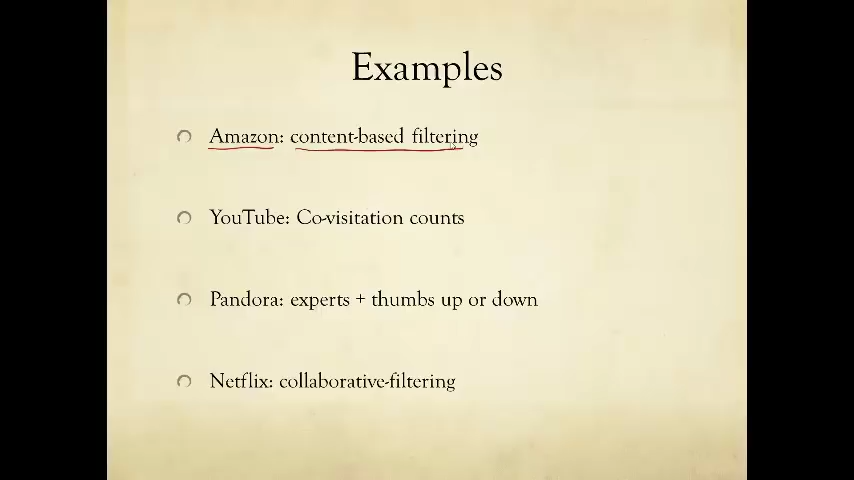 Examples
Amazon: content-based filtering
YouTube: Co-visitation counts
Pandora: experts + thumbs up or down
Netflix: collaborative-filtering